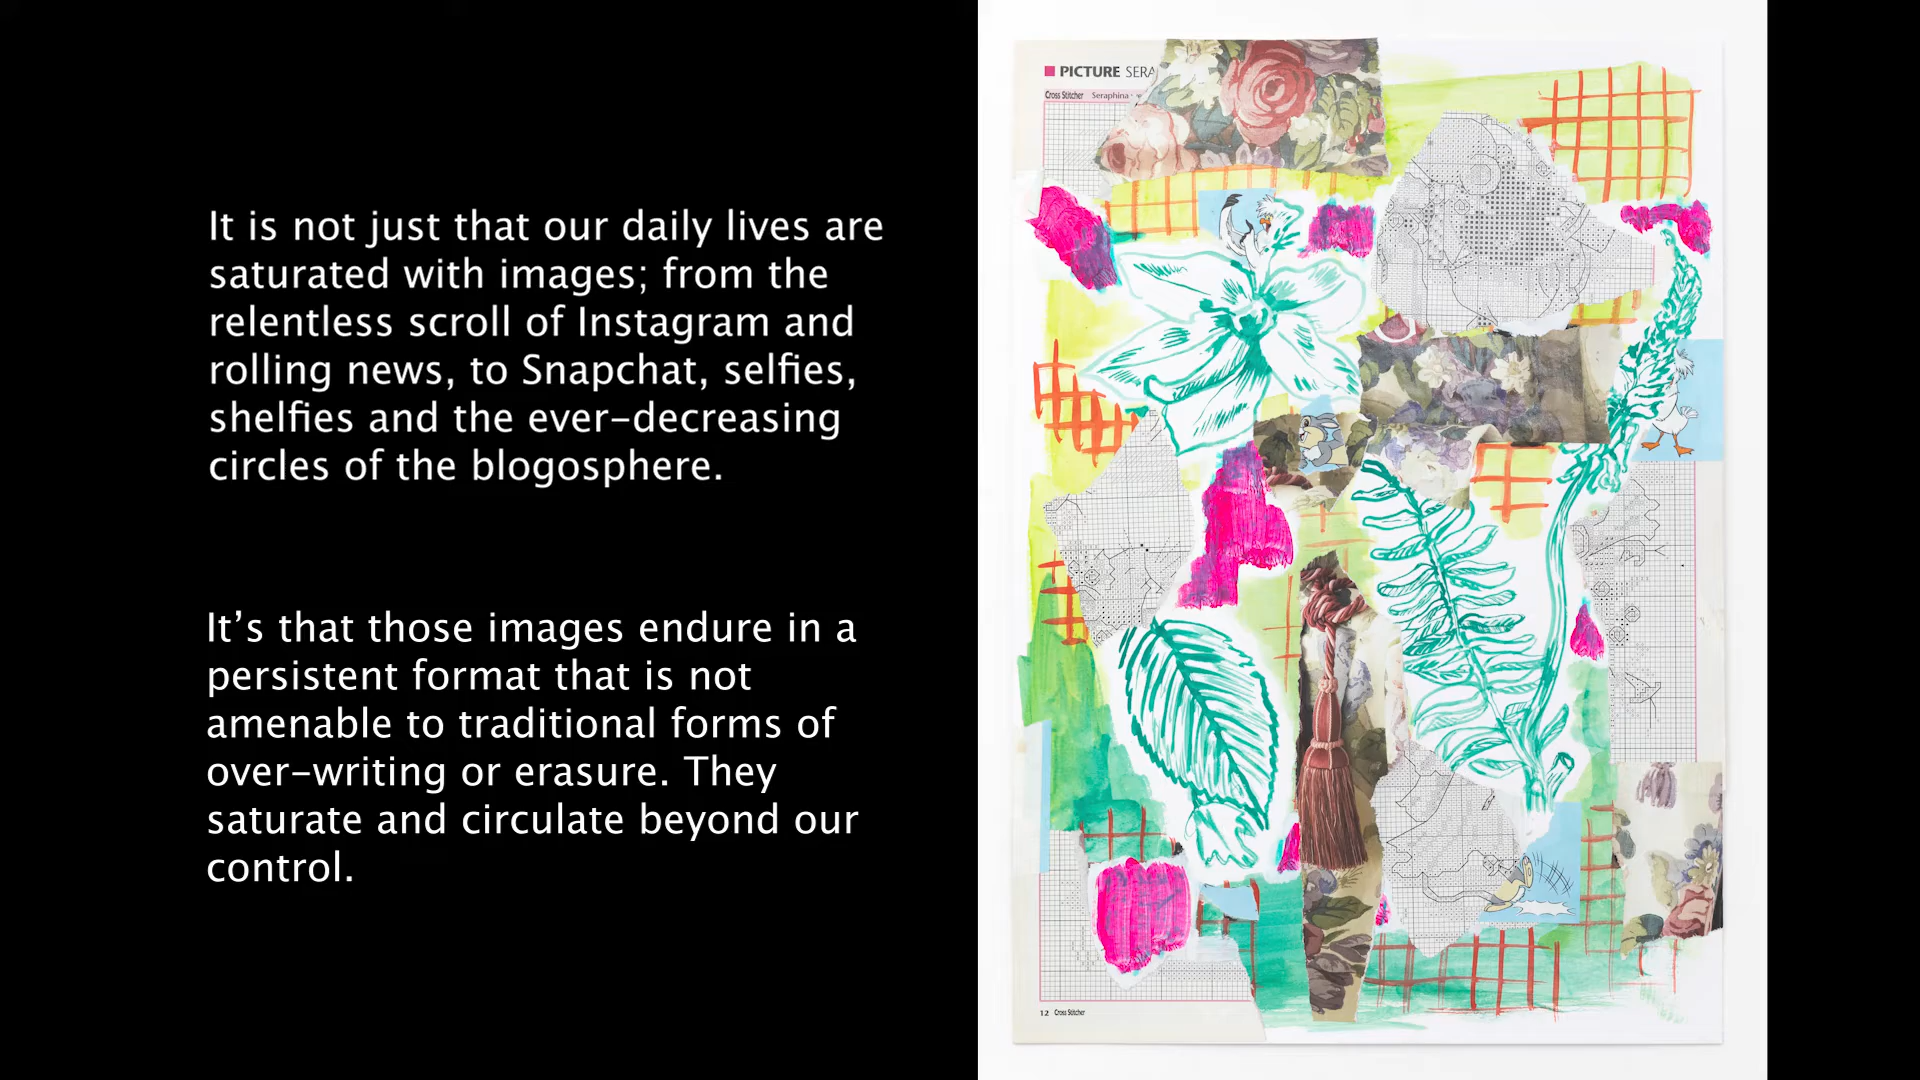 It is not just that our daily lives are
saturated with images; from the
relentless scroll of Instagram and
rolling news, to Snapchat, selfies,
shelfies and the ever-decreasing
circles of the blogosphere.
It's that those images endure in a
persistent format that is not
amenable to traditional forms of
over-writing or erasure. They
saturate and circulate beyond our
control.
PICTURE SERA
Cross Stitcher Seraphina
12 Cross Stitcher